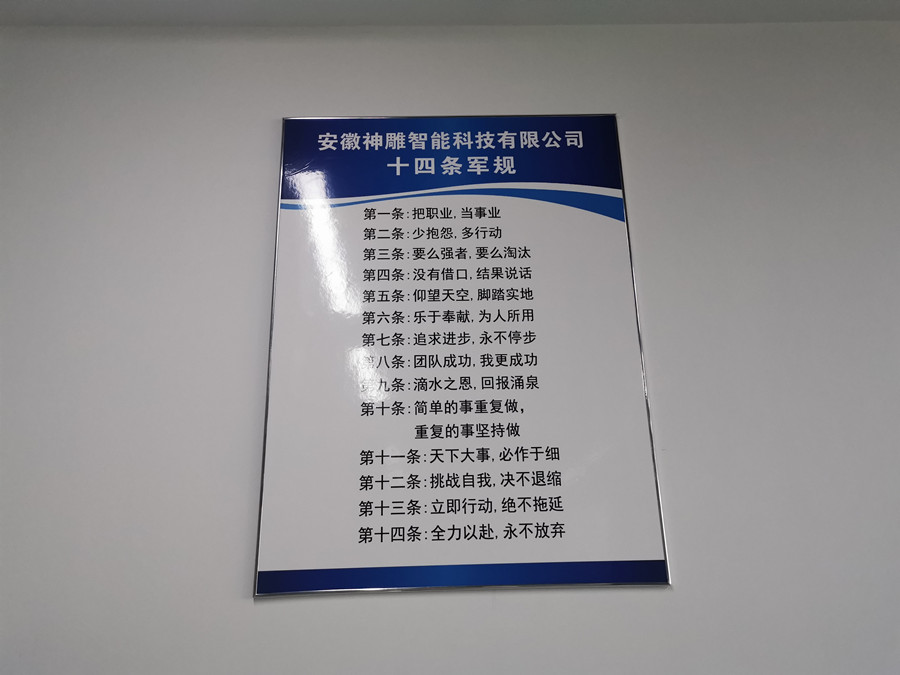 安徽神雕智能科技有限公司
十四条军规
第一条:把职业,当事业
第二条:少抱怨,多行动
第三条:要么强者,要么淘汰
第四条:没有借口,结果说话
第五条:仰望天空,脚踏实地
第六条:乐于奉献,为人所用
第七条:追求进步,永不停步
第八条:团队成功,我更成功
第九条:滴水之恩,回报涌泉
第十条:简单的事重复做,
重复的事坚持做
第十一条:天下大事,必作于细
第十二条:挑战自我,决不退缩
第十三条:立即行动,绝不拖延
第十四条:全力以赴,永不放弃